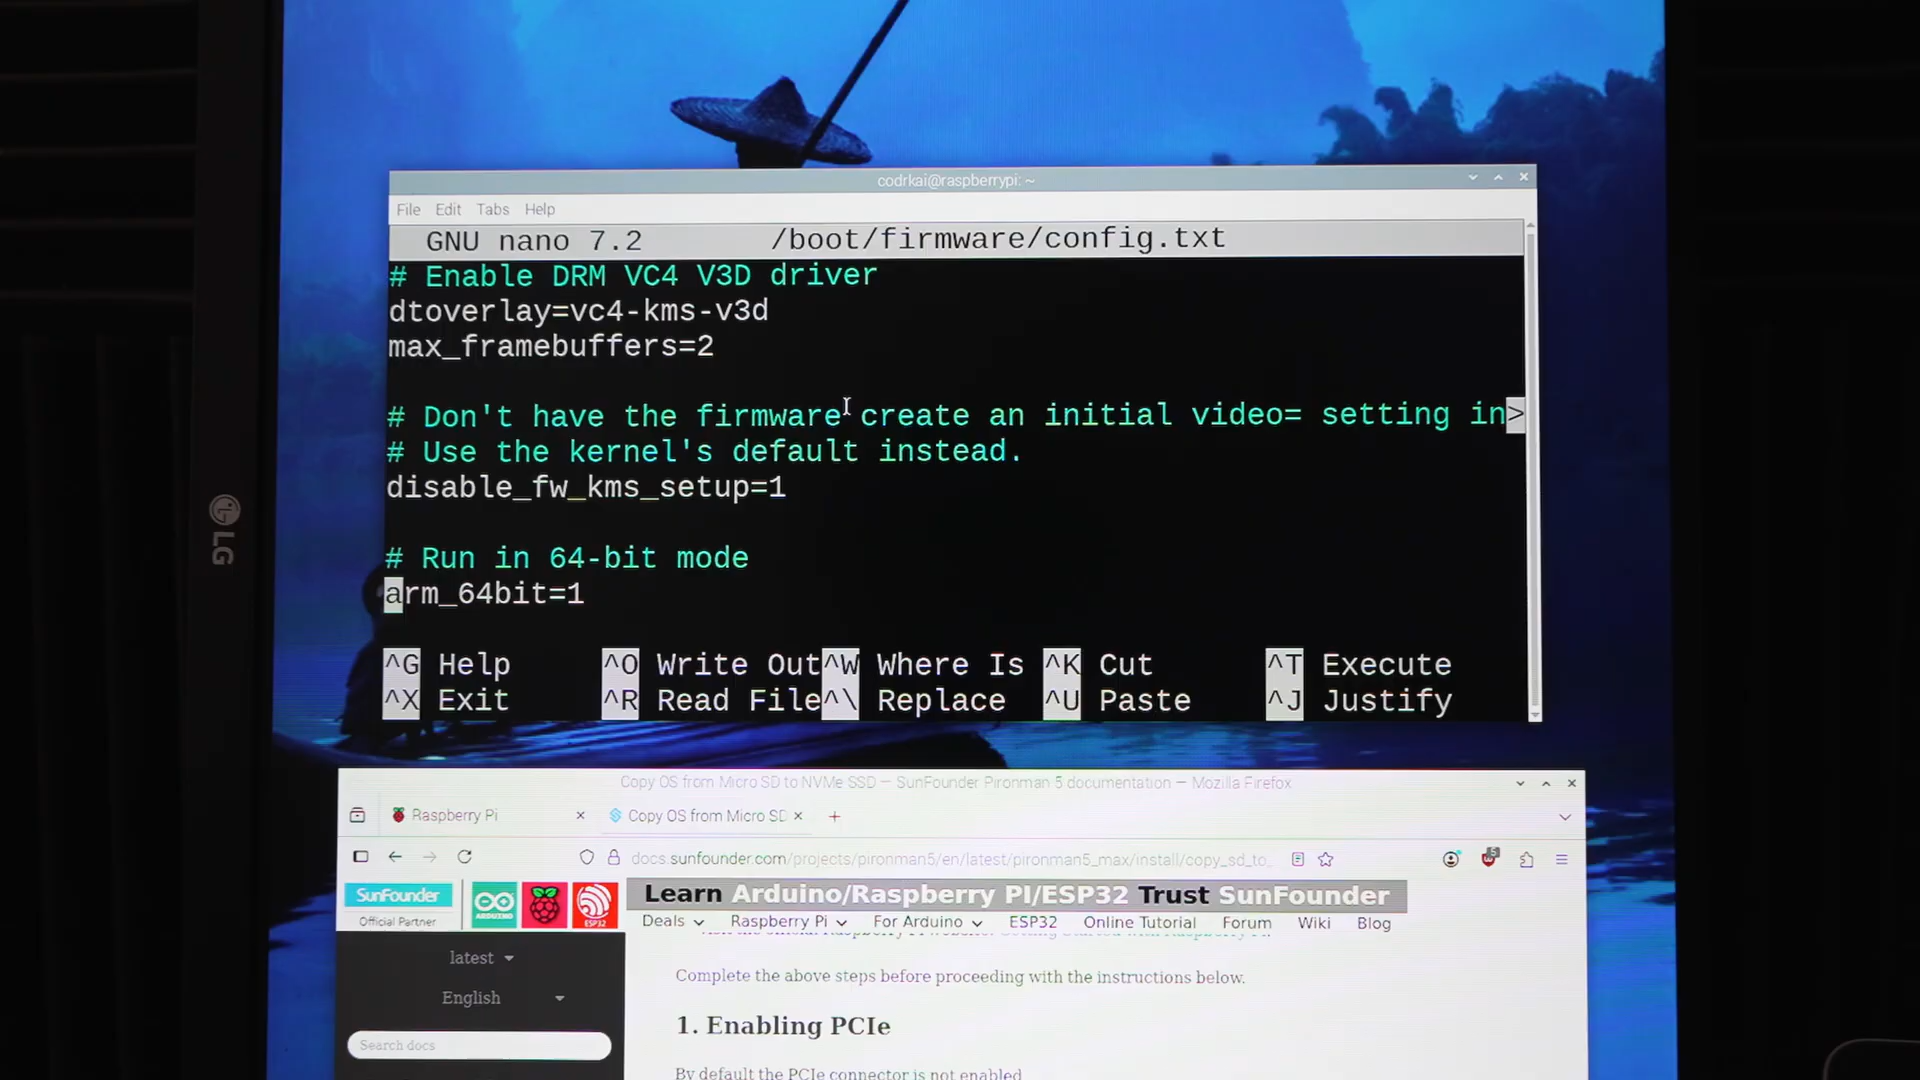 codrkai@raspberrypi: ~
File Edit Tabs Help
GNU nano 7.2 /boot/firmware/config.txt
# Enable DRM VC4 V3D driver
dtoverlay=vc4-kms-v3d
max_framebuffers=2
# Don't have the firmware create an initial video= setting in>
# Use the kernel's default instead.
disable_fw_kms_setup=1
# Run in 64-bit mode
arm_64bit=1
^G Help ^O Write Out ^W Where Is ^K Cut ^T Execute
^X Exit ^R Read File ^\ Replace ^U Paste ^J Justify
LG
Copy OS from Micro SD to NVMe SSD — SunFounder Pironman 5 documentation — Mozilla Firefox
Raspberry Pi
Copy OS from Micro SD
docs.sunfounder.com/projects/pironman5/en/latest/pironman5_max/install/copy_sd_to_
5
SunFounder
Official Partner
ARDUINO
ESP32
Learn Arduino/Raspberry PI/ESP32 Trust SunFounder
Deals Raspberry Pi For Arduino ESP32 Online Tutorial Forum Wiki Blog
latest
English
Search docs
Complete the above steps before proceeding with the instructions below.
1. Enabling PCIe
By default the PCIe connector is not enabled